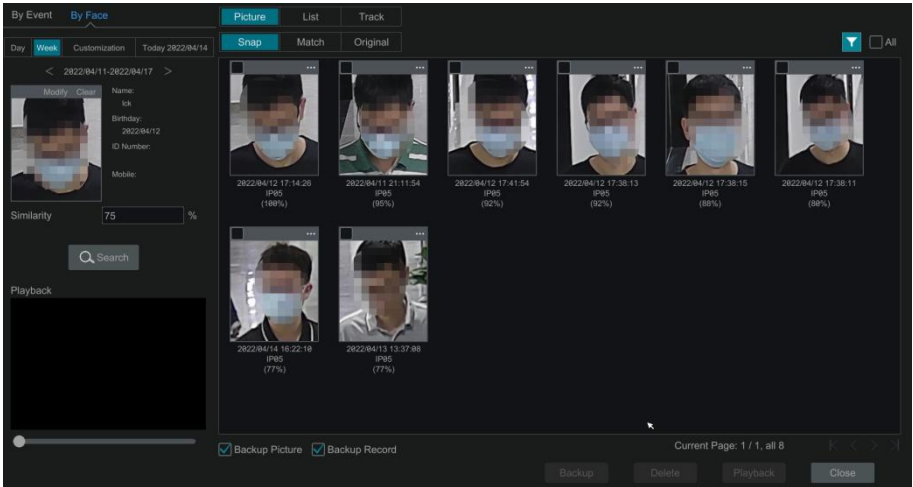 By Event By Face
Picture List Track
Day Week Customization Today 2022/04/14
Snap Match Original
All
< 2022/04/11-2022/04/17 >
Modify Clear
Name:
lck
Birthday:
2022/04/12
ID Number:
Mobile:
Similarity 75 %
Search
Playback
2022/04/12 17:14:26
IP05
(100%)
2022/04/11 21:11:54
IP05
(95%)
2022/04/12 17:41:54
IP05
(92%)
2022/04/12 17:38:13
IP05
(92%)
2022/04/12 17:38:15
IP05
(88%)
2022/04/12 17:38:11
IP05
(80%)
2022/04/14 16:22:10
IP05
(77%)
2022/04/13 13:37:08
IP05
(77%)
Backup Picture Backup Record
Current Page: 1 / 1, all 8
Backup Delete Playback Close